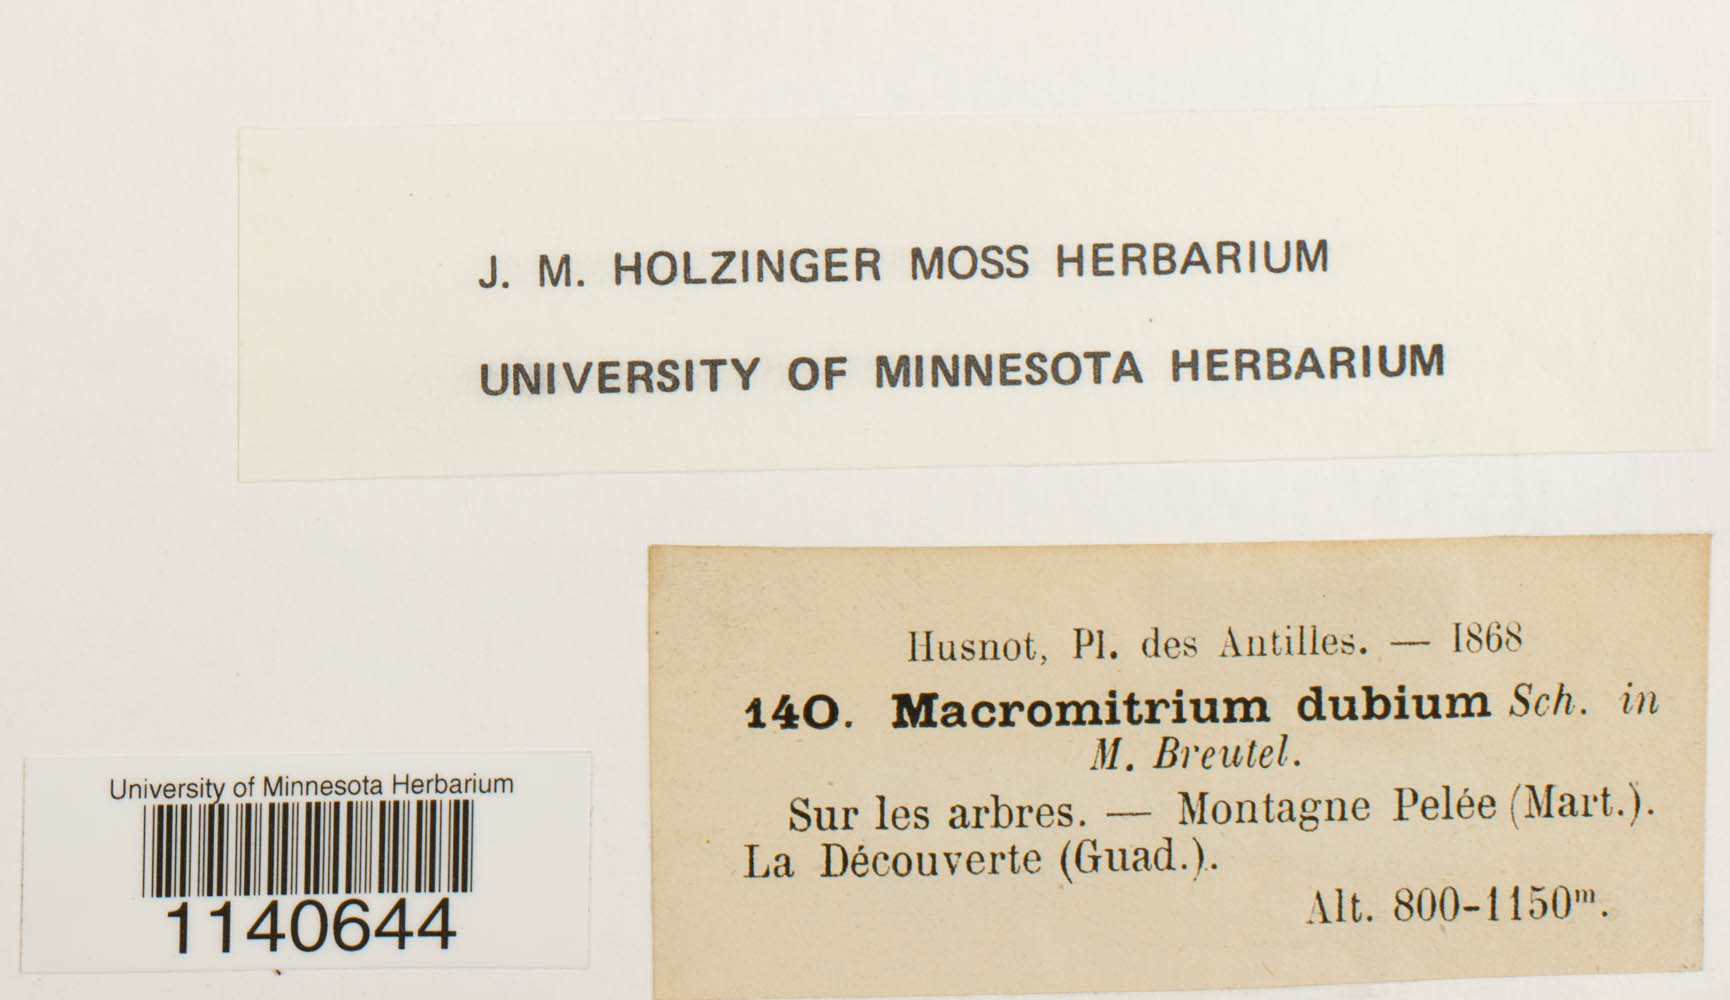 J. M. HOLZINGER MOSS HERBARIUM
UNIVERSITY OF MINNESOTA HERBARIUM
Husnot, Pl. des Antilles. — 1868
140. Macromitrium dubium Sch. in
M. Breutel.
Sur les arbres. — Montagne Pelée (Mart.).
La Découverte (Guad.).
Alt. 800-1150m.
University of Minnesota Herbarium
1140644